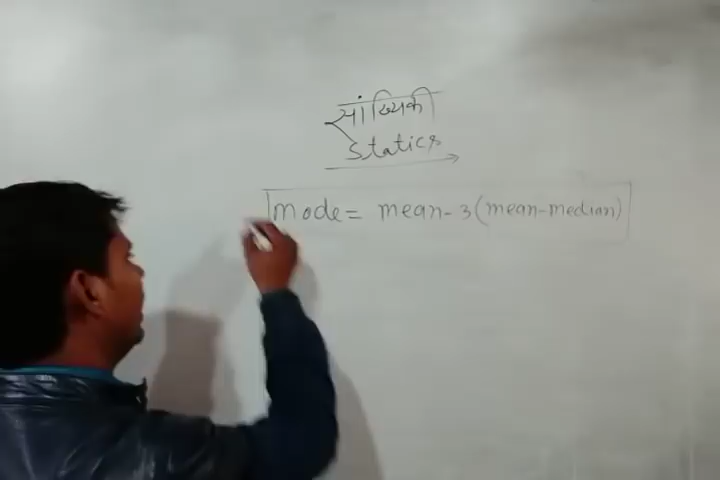 सांख्यिकी
Statics
mode = mean - 3(mean-median)